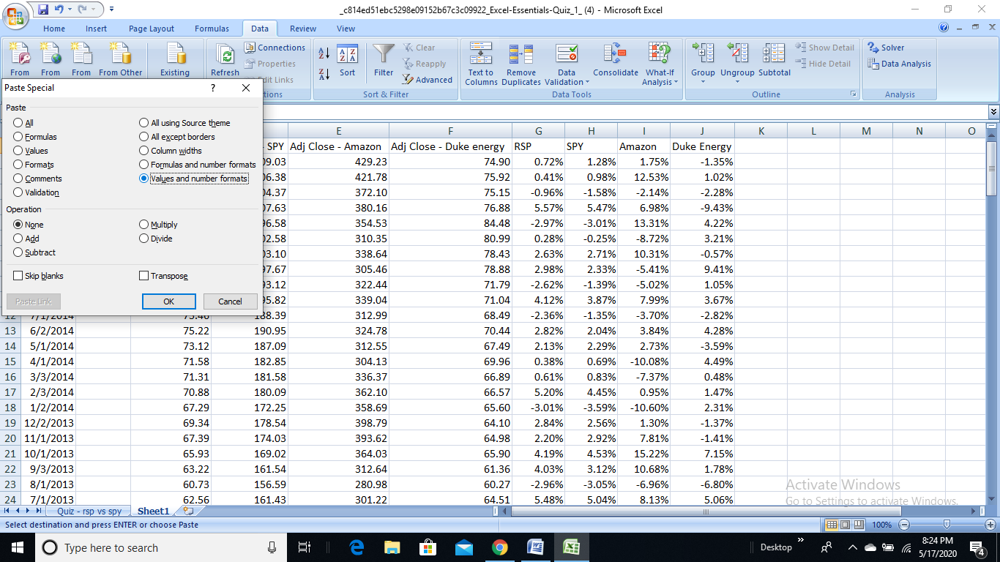 _c814ed51ebc5298e09152b67c3c09922_Excel-Essentials-Quiz_1_ (4) - Microsoft Excel
Home Insert Page Layout Formulas Data Review View
From From From From Other Existing
Refresh Connections Properties Edit Links
Sort Filter Clear Reapply Advanced
Sort & Filter
Text to Columns Remove Duplicates Data Validation Consolidate What-If Analysis
Data Tools
Group Ungroup Subtotal Show Detail Hide Detail
Outline
Solver Data Analysis
Analysis
Paste Special ?
Paste
All All using Source theme
Formulas All except borders
Values Column widths
Formats Formulas and number formats
Comments Values and number formats
Validation
Operation
None Multiply
Add Divide
Subtract
Skip blanks Transpose
Paste Link OK Cancel
E F G H I J K L M N O
SPY Adj Close - Amazon Adj Close - Duke energy RSP SPY Amazon Duke Energy
09.03 429.23 74.90 0.72% 1.28% 1.75% -1.35%
06.38 421.78 75.92 0.41% 0.98% 12.53% 1.02%
04.37 372.10 75.15 -0.96% -1.58% -2.14% -2.28%
07.63 380.16 76.88 5.57% 5.47% 6.98% -9.43%
96.58 354.53 84.48 -2.97% -3.01% 13.31% 4.22%
02.58 310.35 80.99 0.28% -0.25% -8.72% 3.21%
03.10 338.64 78.43 2.63% 2.71% 10.31% -0.57%
97.67 305.46 78.88 2.98% 2.33% -5.41% 9.41%
93.12 322.44 71.79 -2.62% -1.39% -5.02% 1.05%
95.82 339.04 71.04 4.12% 3.87% 7.99% 3.67%
12 7/1/2014 73.46 188.39 312.99 68.49 -2.36% -1.35% -3.70% -2.82%
13 6/2/2014 75.22 190.95 324.78 70.44 2.82% 2.04% 3.84% 4.28%
14 5/1/2014 73.12 187.09 312.55 67.49 2.13% 2.29% 2.73% -3.59%
15 4/1/2014 71.58 182.85 304.13 69.96 0.38% 0.69% -10.08% 4.49%
16 3/3/2014 71.31 181.58 336.37 66.89 0.61% 0.83% -7.37% 0.48%
17 2/3/2014 70.88 180.09 362.10 66.57 5.20% 4.45% 0.95% 1.47%
18 1/2/2014 67.29 172.25 358.69 65.60 -3.01% -3.59% -10.60% 2.31%
19 12/2/2013 69.34 178.54 398.79 64.10 2.84% 2.56% 1.30% -1.37%
20 11/1/2013 67.39 174.03 393.62 64.98 2.20% 2.92% 7.81% -1.41%
21 10/1/2013 65.93 169.02 364.03 65.90 4.19% 4.53% 15.22% 7.15%
22 9/3/2013 63.22 161.54 312.64 61.36 4.03% 3.12% 10.68% 1.78%
23 8/1/2013 60.73 156.59 280.98 60.27 -2.96% -3.05% -6.96% -6.80%
24 7/1/2013 62.56 161.43 301.22 64.51 5.48% 5.04% 8.13% 5.06%
Activate Windows
Go to Settings to activate Windows.
Quiz - rsp vs spy Sheet1
Select destination and press ENTER or choose Paste 100%
Type here to search Desktop 8:24 PM
5/17/2020 4